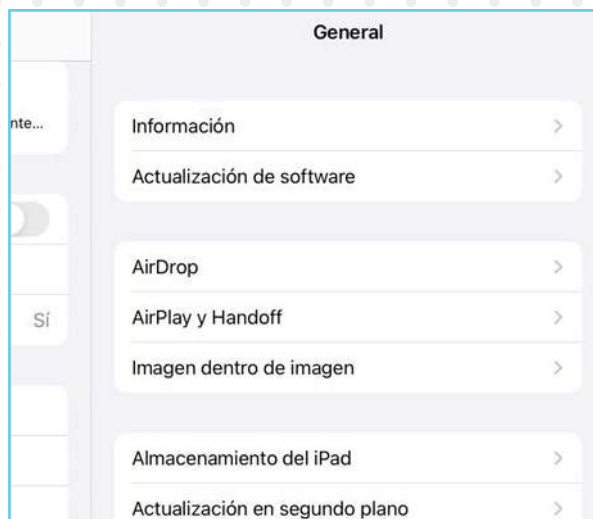 General
nte...
Información
Actualización de software
AirDrop
Sí
AirPlay y Handoff
Imagen dentro de imagen
Almacenamiento del iPad
Actualización en segundo plano